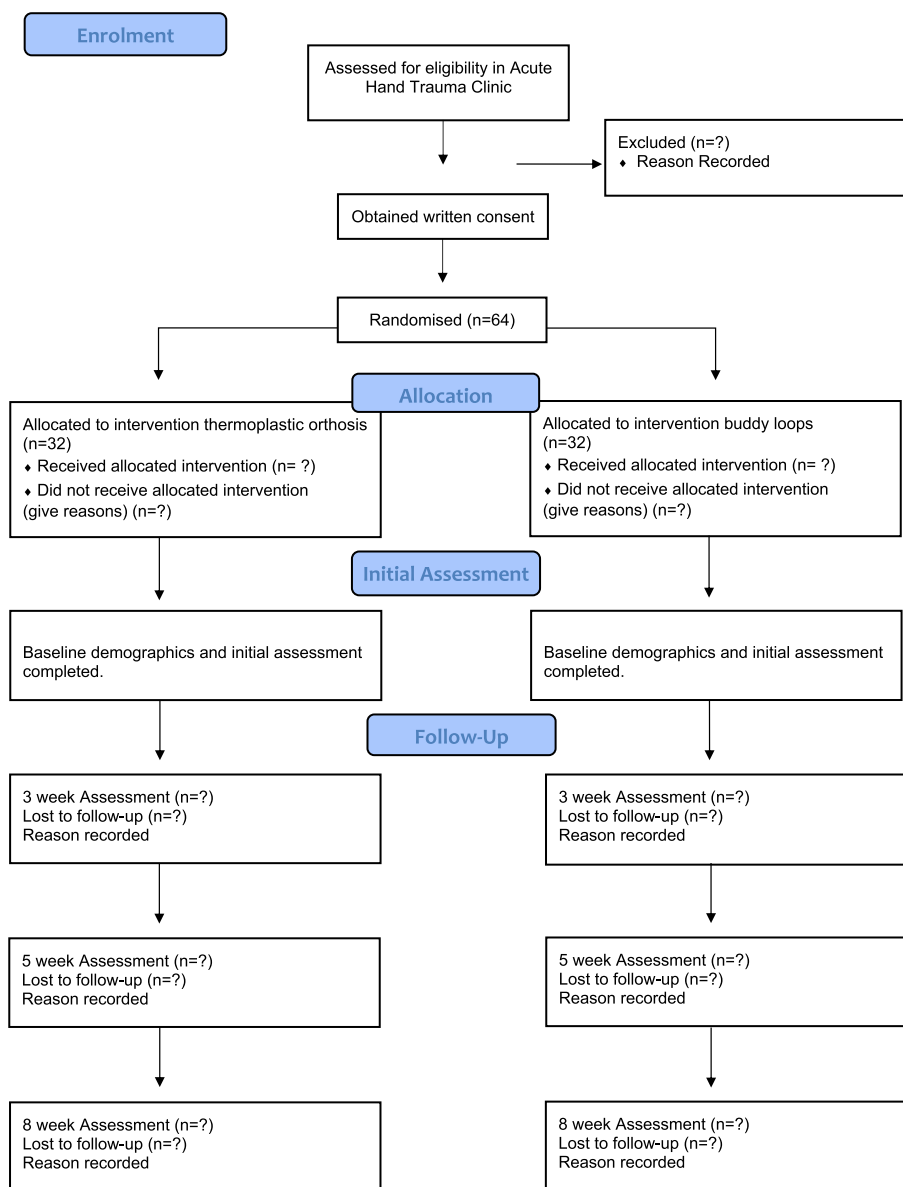 Enrolment
Assessed for eligibility in Acute
Hand Trauma Clinic
Excluded (n=?)
♦ Reason Recorded
Obtained written consent
Randomised (n=64)
Allocation
Allocated to intervention thermoplastic orthosis
(n=32)
♦ Received allocated intervention (n= ?)
♦ Did not receive allocated intervention
(give reasons) (n=?)
Allocated to intervention buddy loops
(n=32)
♦ Received allocated intervention (n= ?)
♦ Did not receive allocated intervention
(give reasons) (n=?)
Initial Assessment
Baseline demographics and initial assessment
completed.
Baseline demographics and initial assessment
completed.
Follow-Up
3 week Assessment (n=?)
Lost to follow-up (n=?)
Reason recorded
3 week Assessment (n=?)
Lost to follow-up (n=?)
Reason recorded
5 week Assessment (n=?)
Lost to follow-up (n=?)
Reason recorded
5 week Assessment (n=?)
Lost to follow-up (n=?)
Reason recorded
8 week Assessment (n=?)
Lost to follow-up (n=?)
Reason recorded
8 week Assessment (n=?)
Lost to follow-up (n=?)
Reason recorded